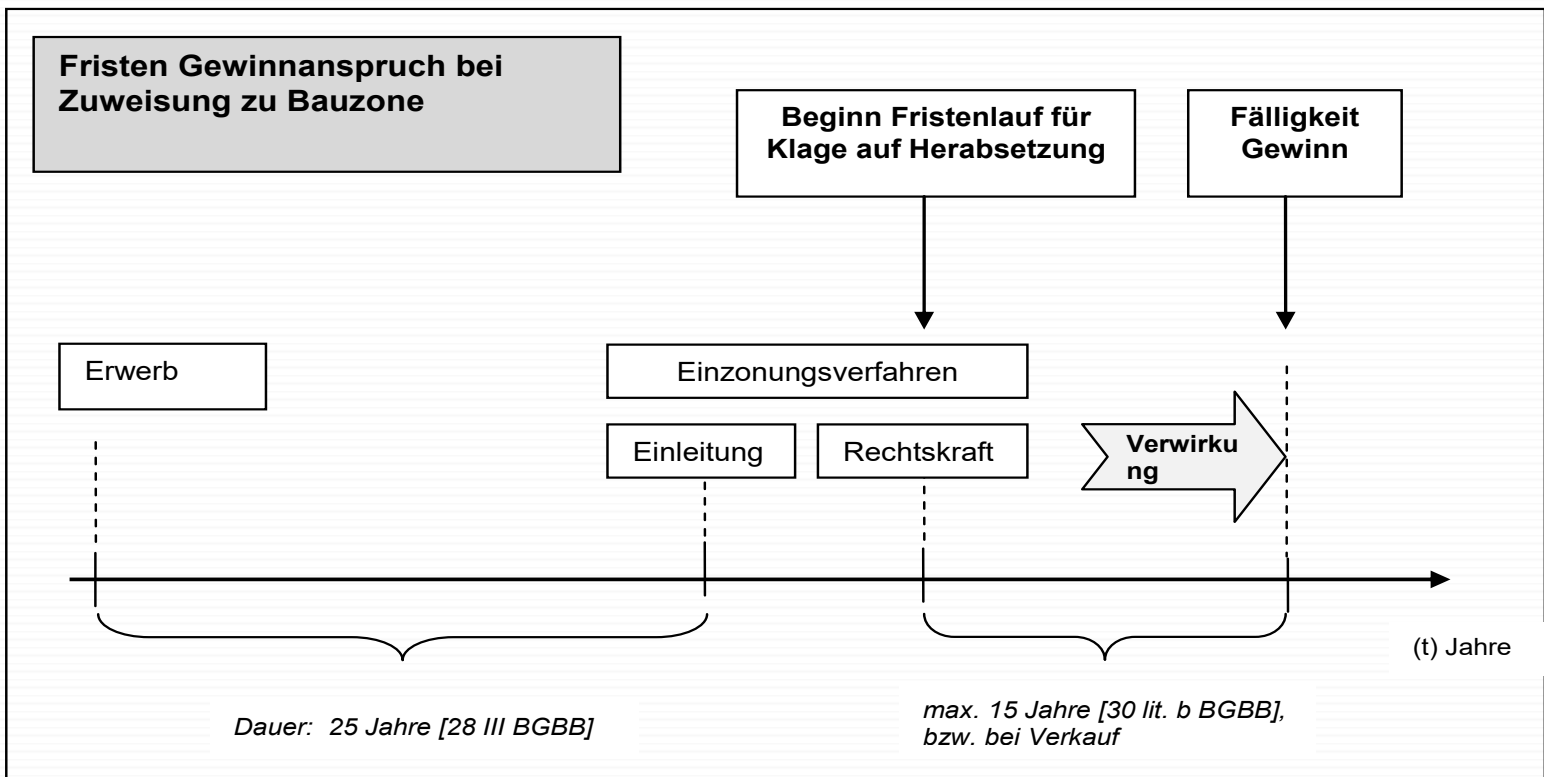 Fristen Gewinnanspruch bei
Zuweisung zu Bauzone
Beginn Fristenlauf für
Klage auf Herabsetzung
Fälligkeit
Gewinn
Erwerb
Einzonungsverfahren
Einleitung
Rechtskraft
Verwirku
ng
(t) Jahre
Dauer: 25 Jahre [28 III BGBB]
max. 15 Jahre [30 lit. b BGBB],
bzw. bei Verkauf